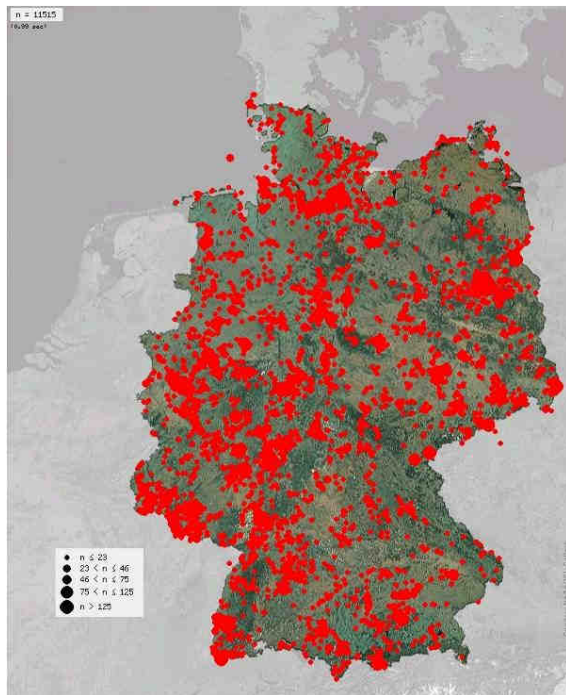 n = 11515
n ≤ 23
23 < n ≤ 46
46 < n ≤ 75
75 < n ≤ 125
n > 125